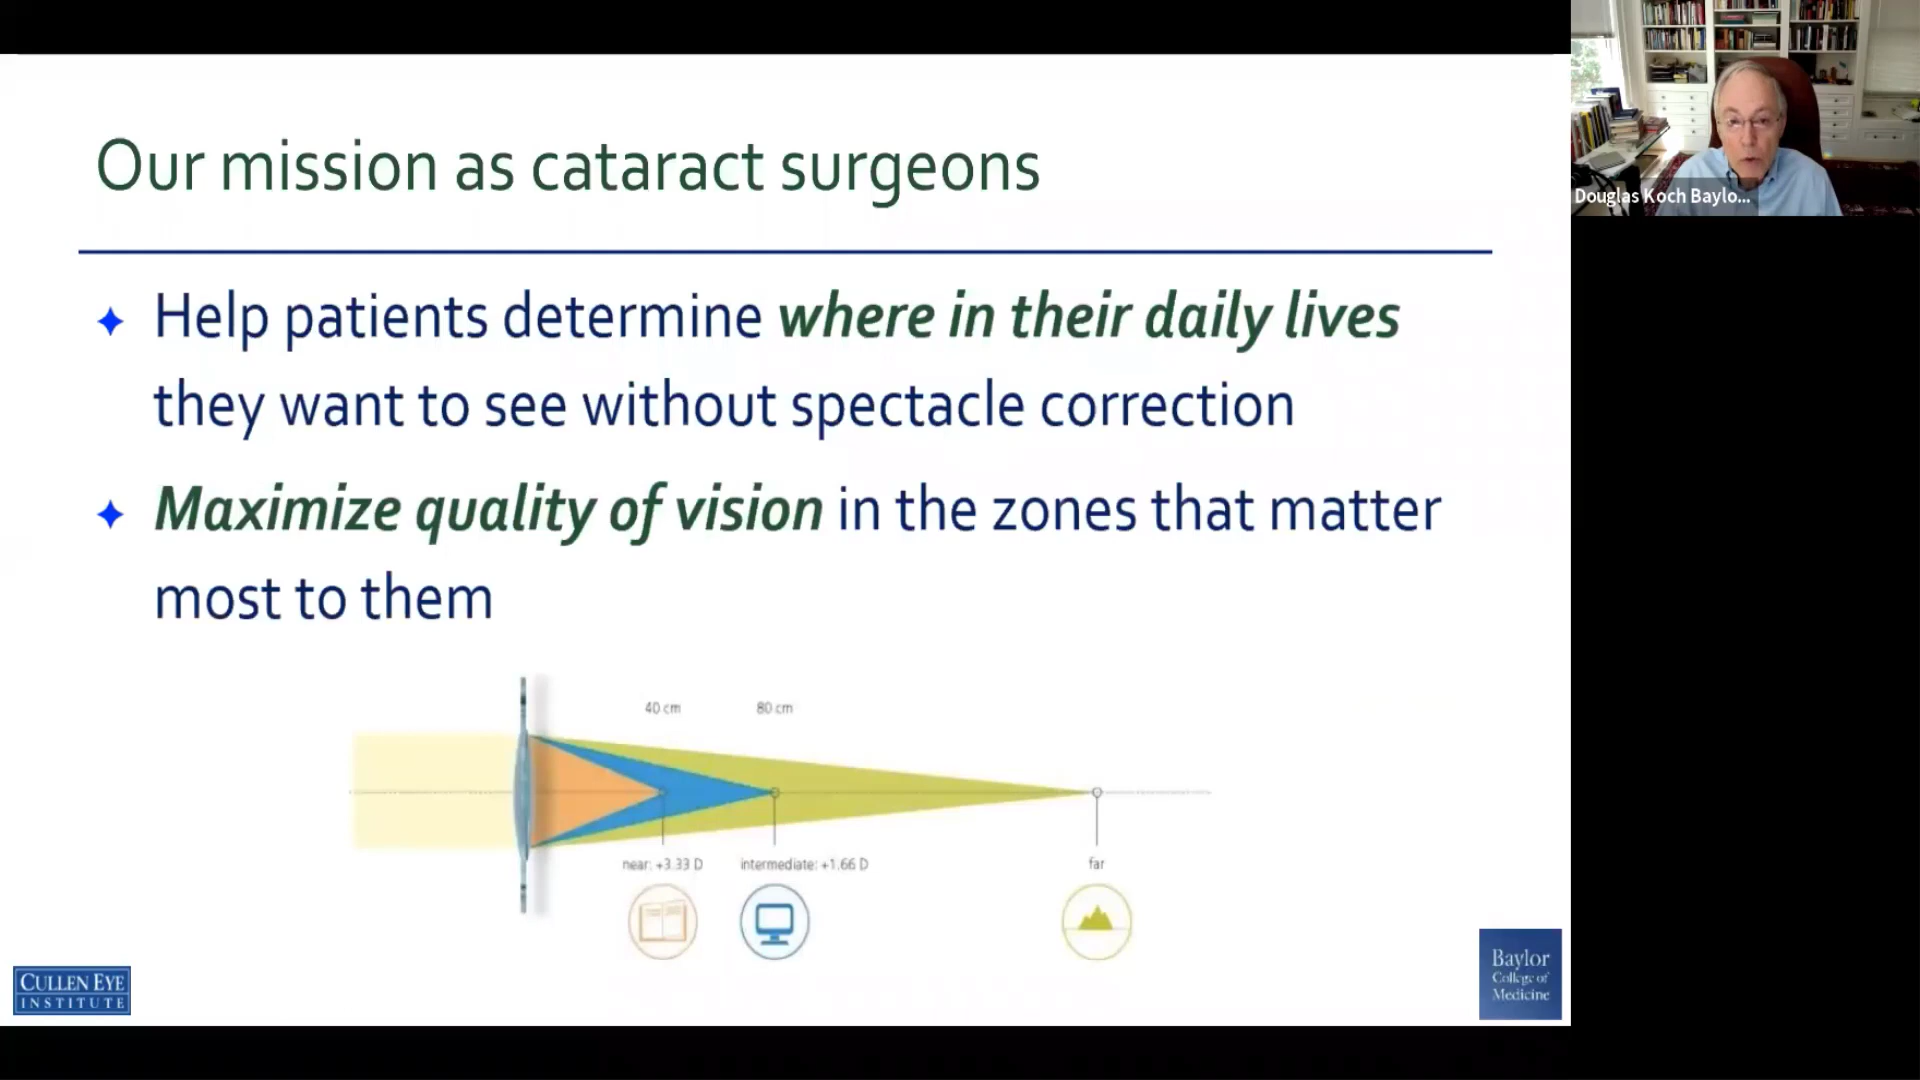 Our mission as cataract surgeons
Help patients determine where in their daily lives
they want to see without spectacle correction
Maximize quality of vision in the zones that matter
most to them
40 cm
80 cm
near: +3.33 D
intermediate: +1.66 D
far
CULLEN EYE
INSTITUTE
Baylor
College of
Medicine
Douglas Koch Baylo...